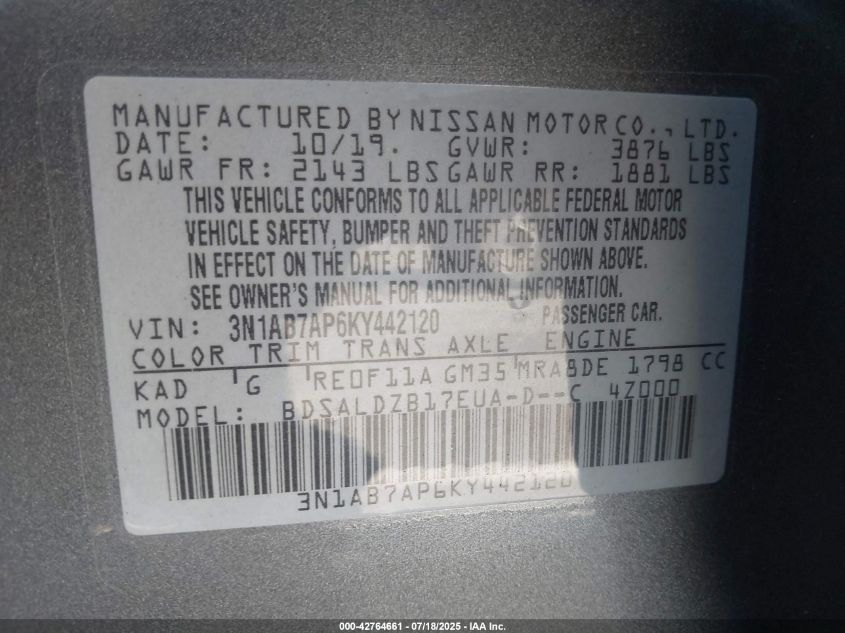 MANUFACTURED BY NISSAN MOTOR CO., LTD.
DATE: 10/19. GVWR: 3876 LBS
GAWR FR: 2143 LBS GAWR RR: 1881 LBS
THIS VEHICLE CONFORMS TO ALL APPLICABLE FEDERAL MOTOR
VEHICLE SAFETY, BUMPER AND THEFT PREVENTION STANDARDS
IN EFFECT ON THE DATE OF MANUFACTURE SHOWN ABOVE.
SEE OWNER'S MANUAL FOR ADDITIONAL INFORMATION.
VIN: 3N1AB7AP6KY442120 PASSENGER CAR.
COLOR TRIM TRANS AXLE ENGINE
KAD G RE0F11A GM35 MRA8DE 1798 CC
MODEL: BDSALDZB17EUA-D--C 4Z000
3N1AB7AP6KY442120
000-42764661 - 07/18/2025 - IAA Inc.